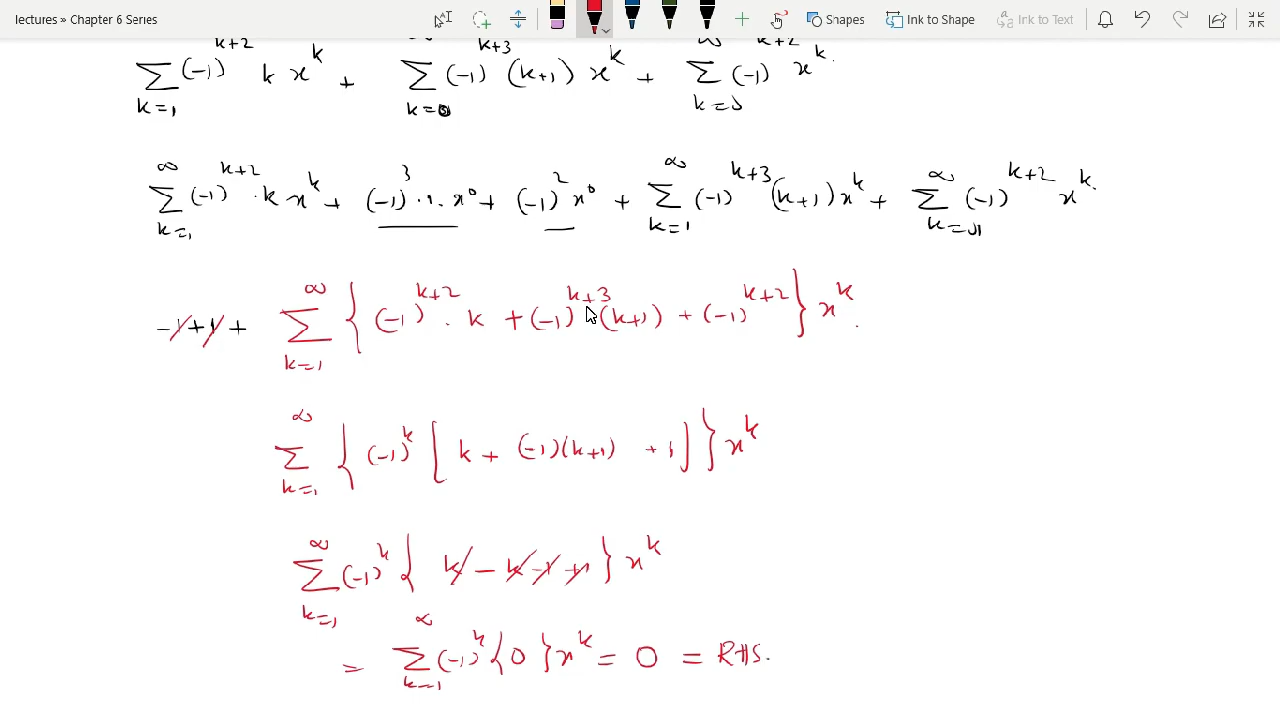 lectures » Chapter 6 Series Shapes Ink to Shape Ink to Text
∑_{k=1} (-1)^{k+2} k x^k + ∑_{k=0} (-1)^{k+3} (k+1) x^k + ∑^{∞} (-1)^{k+2} x^k.
∑_{k=1}^{∞} (-1)^{k+2} · k x^k + (-1)^3 · 1 · x^0 + (-1)^2 x^0 + ∑_{k=1}^{∞} (-1)^{k+3} (k+1) x^k + ∑_{k=1}^{∞} (-1)^{k+2} x^k.
-1 + 1 + ∑_{k=1}^{∞} { (-1)^{k+2} · k + (-1)^{k+3} (k+1) + (-1)^{k+2} } x^k.
∑_{k=1}^{∞} { (-1)^k [ k + (-1)(k+1) + 1 ] } x^k
∑_{k=1}^{∞} (-1)^k { k - k - 1 + 1 } x^k
= ∑_{k=1}^{∞} (-1)^k { 0 } x^k = 0 = RHS.